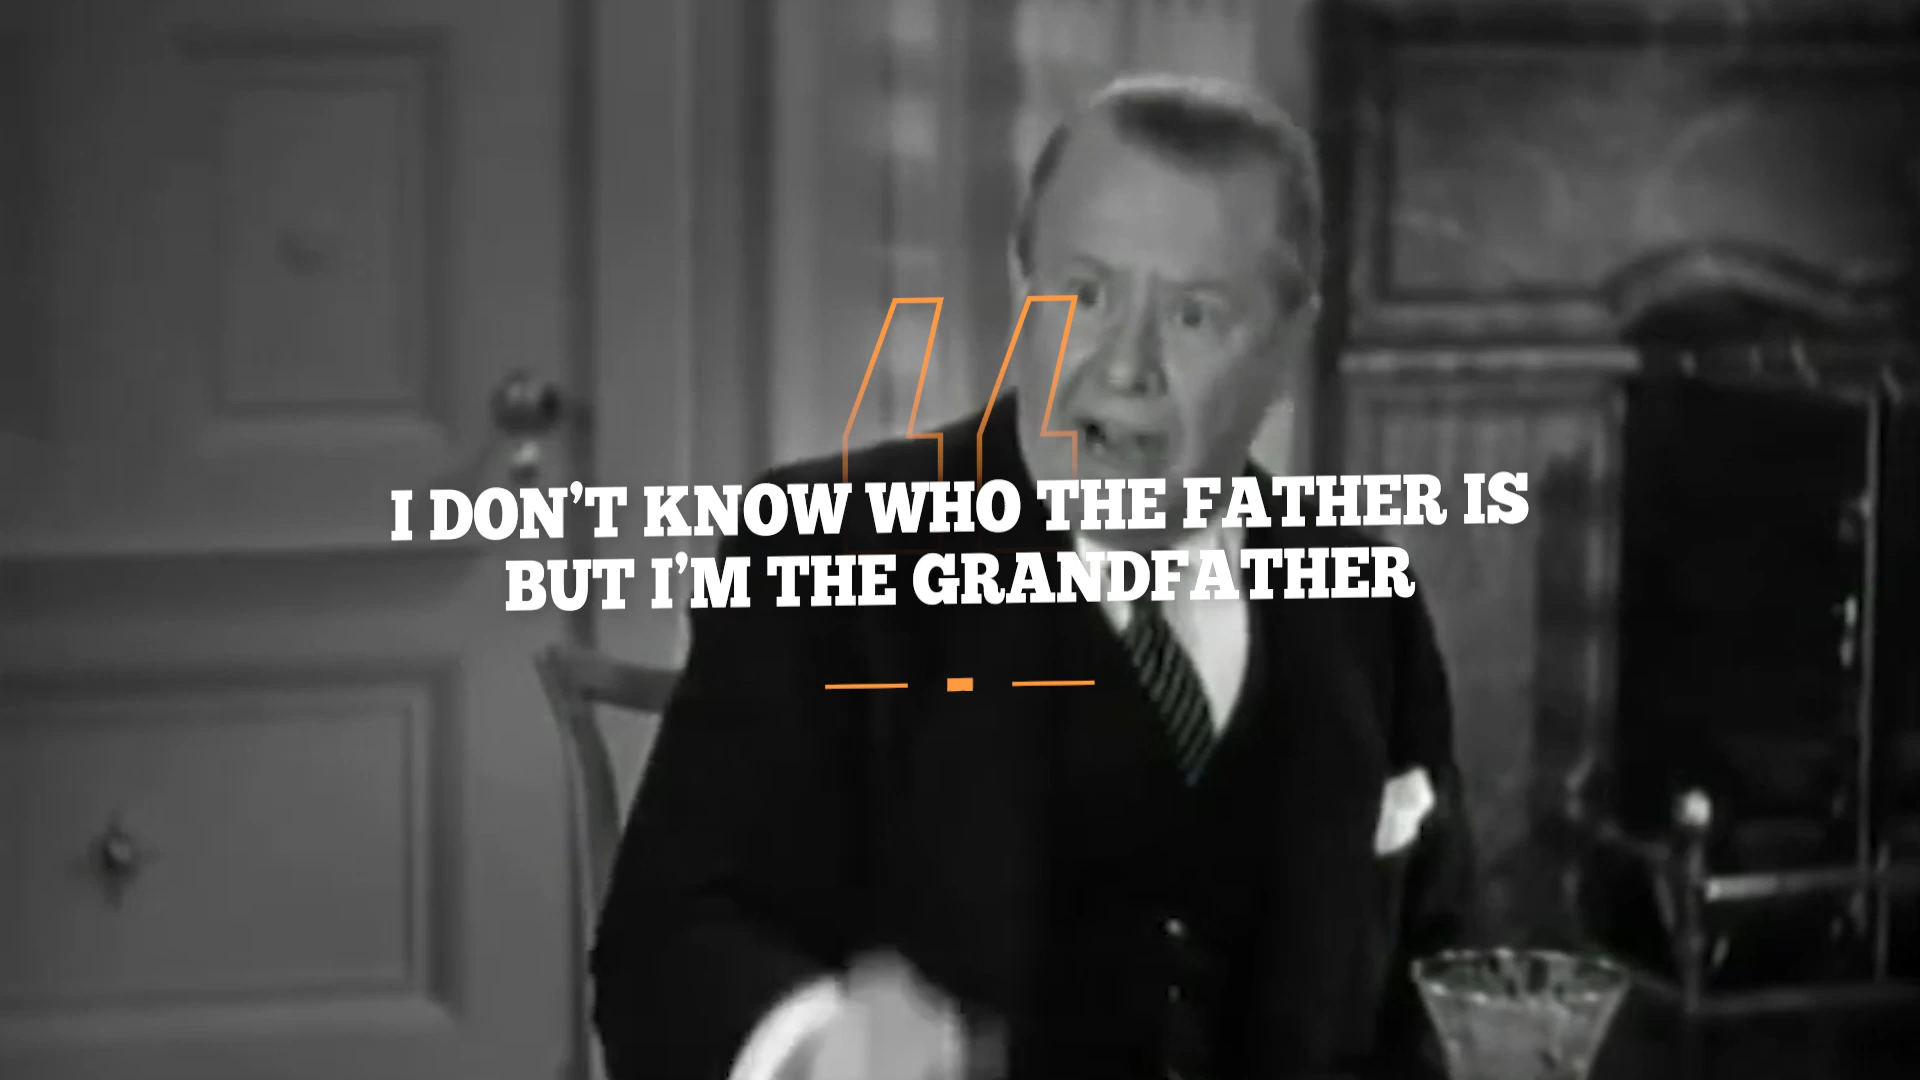 I DON’T KNOW WHO THE FATHER IS
BUT I’M THE GRANDFATHER